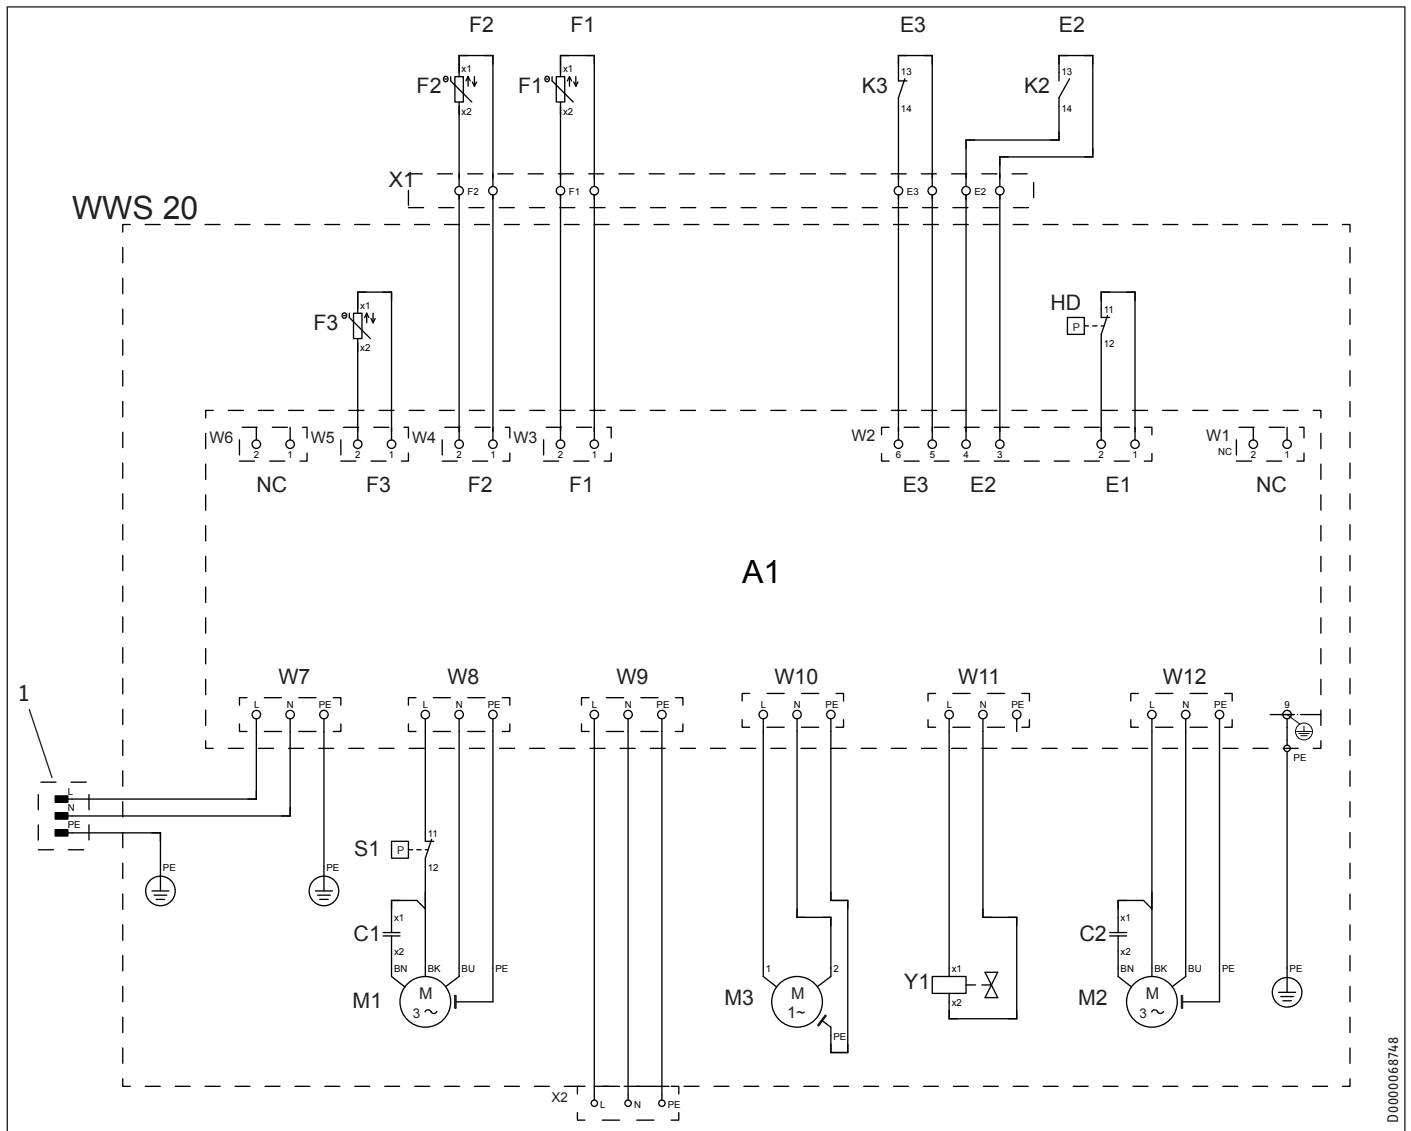 F2 F1 E3 E2
x1 x1 13 13
F2 F1 K3 K2
x2 x2 14 14
X1 F2 F1 E3 E2
WWS 20
x1 11
F3 HD P
x2 12
W6 W5 W4 W3 W2 W1
NC
2 1 2 1 2 1 2 1 6 5 4 3 2 1 2 1
NC F3 F2 F1 E3 E2 E1 NC
A1
W7 W8 W9 W10 W11 W12
1
L N PE L N PE L N PE L N PE L N PE L N PE 9
PE
L
N
PE
11
S1 P
12
PE PE
x1 x1
C1 C2
x2 x2
BN BK BU PE 1 2 x1 BN BK BU PE PE
M1 M 3 ~ M3 M 1~ Y1 M2 M 3 ~
x2
PE
X2 L N PE
D0000068748